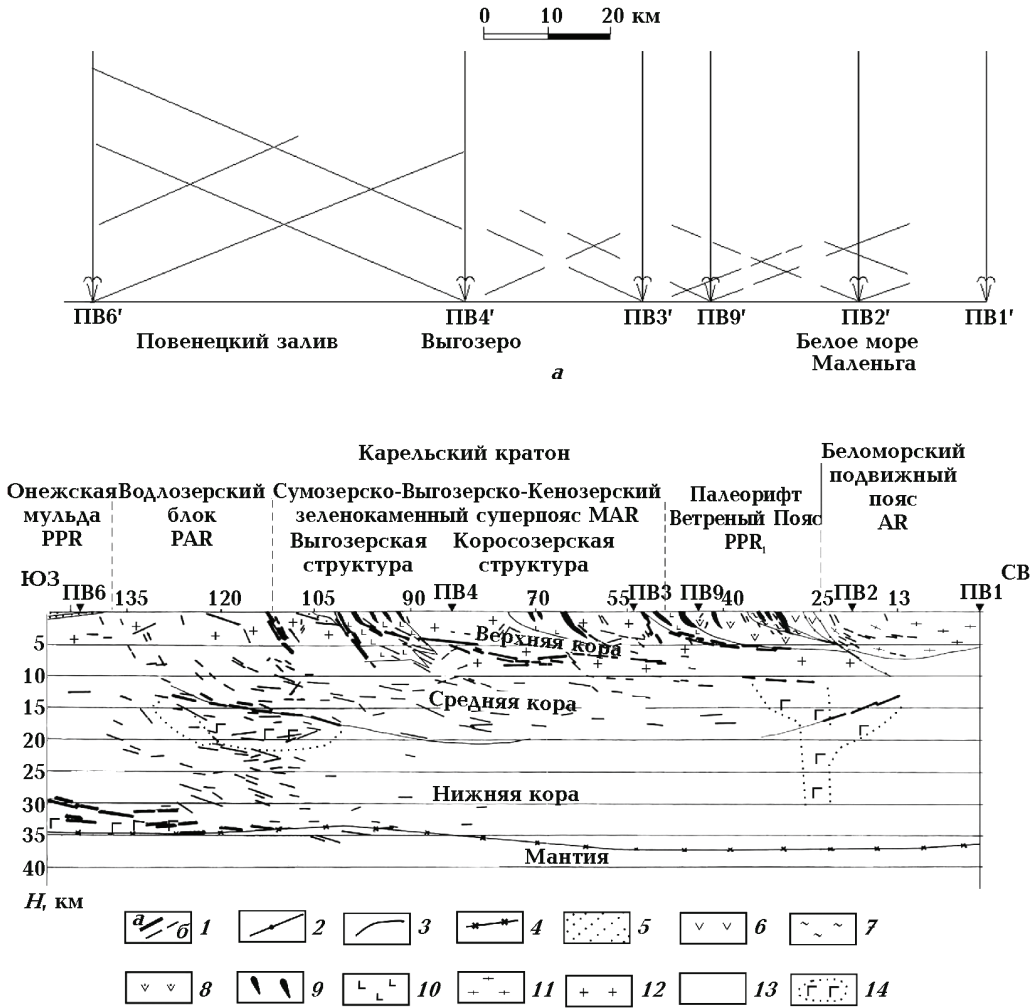 0 10 20 км
ПВ6′ ПВ4′ ПВ3′ ПВ9′ ПВ2′ ПВ1′
Повенецкий залив Выгозеро Белое море
Маленьга
а
Карельский кратон
Беломорский
подвижный
пояс
AR
Онежская
мульда
PPR
Водлозерский
блок
PAR
Сумозерско-Выгозерско-Кенозерский
зеленокаменный суперпояс MAR
Выгозерская
структура
Коросозерская
структура
Палеорифт
Ветреный Пояс
PPR1
ЮЗ СВ
ПВ6 135 120 105 90 ПВ4 70 55 ПВ3 ПВ9 40 25 ПВ2 13 ПВ1
5 Верхняя кора
10
15 Средняя кора
20
25
30 Нижняя кора
35
Мантия
40
Н, км
а б 1 2 3 4 5 6 7
8 9 10 11 12 13 14